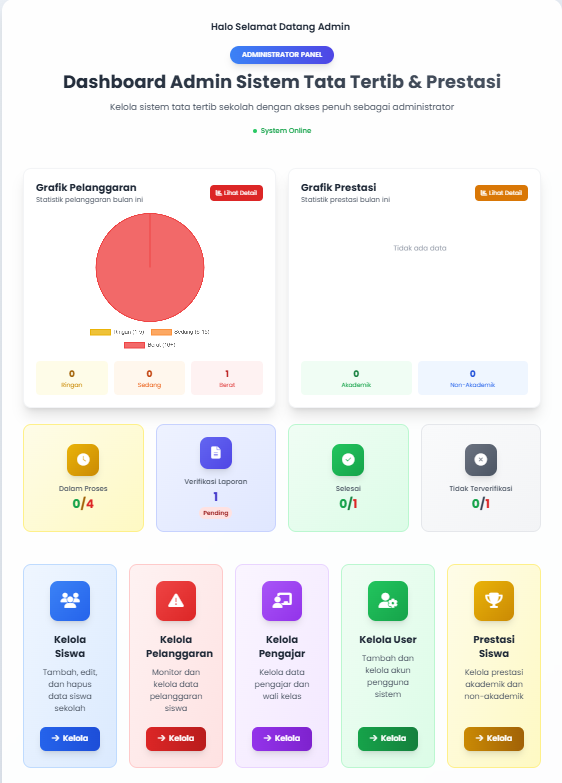 Halo Selamat Datang Admin
ADMINISTRATOR PANEL
Dashboard Admin Sistem Tata Tertib & Prestasi
Kelola sistem tata tertib sekolah dengan akses penuh sebagai administrator
System Online
Grafik Pelanggaran
Lihat Detail
Statistik pelanggaran bulan ini
Grafik Prestasi
Lihat Detail
Statistik prestasi bulan ini
Tidak ada data
Ringan
Sedang
Berat
0
Ringan
0
Sedang
1
Berat
0
Akademik
0
Non-Akademik
Dalam Proses
0/4
Verifikasi Laporan
1
Pending
Selesai
0/1
Tidak Terverifikasi
0/1
Kelola
Siswa
Tambah, edit,
dan hapus
data siswa
sekolah
→ Kelola
Kelola
Pelanggaran
Monitor dan
kelola data
pelanggaran
siswa
→ Kelola
Kelola
Pengajar
Kelola data
pengajar dan
wali kelas
→ Kelola
Kelola User
Tambah dan
kelola akun
pengguna
sistem
→ Kelola
Prestasi
Siswa
Kelola prestasi
akademik dan
non-akademik
→ Kelola